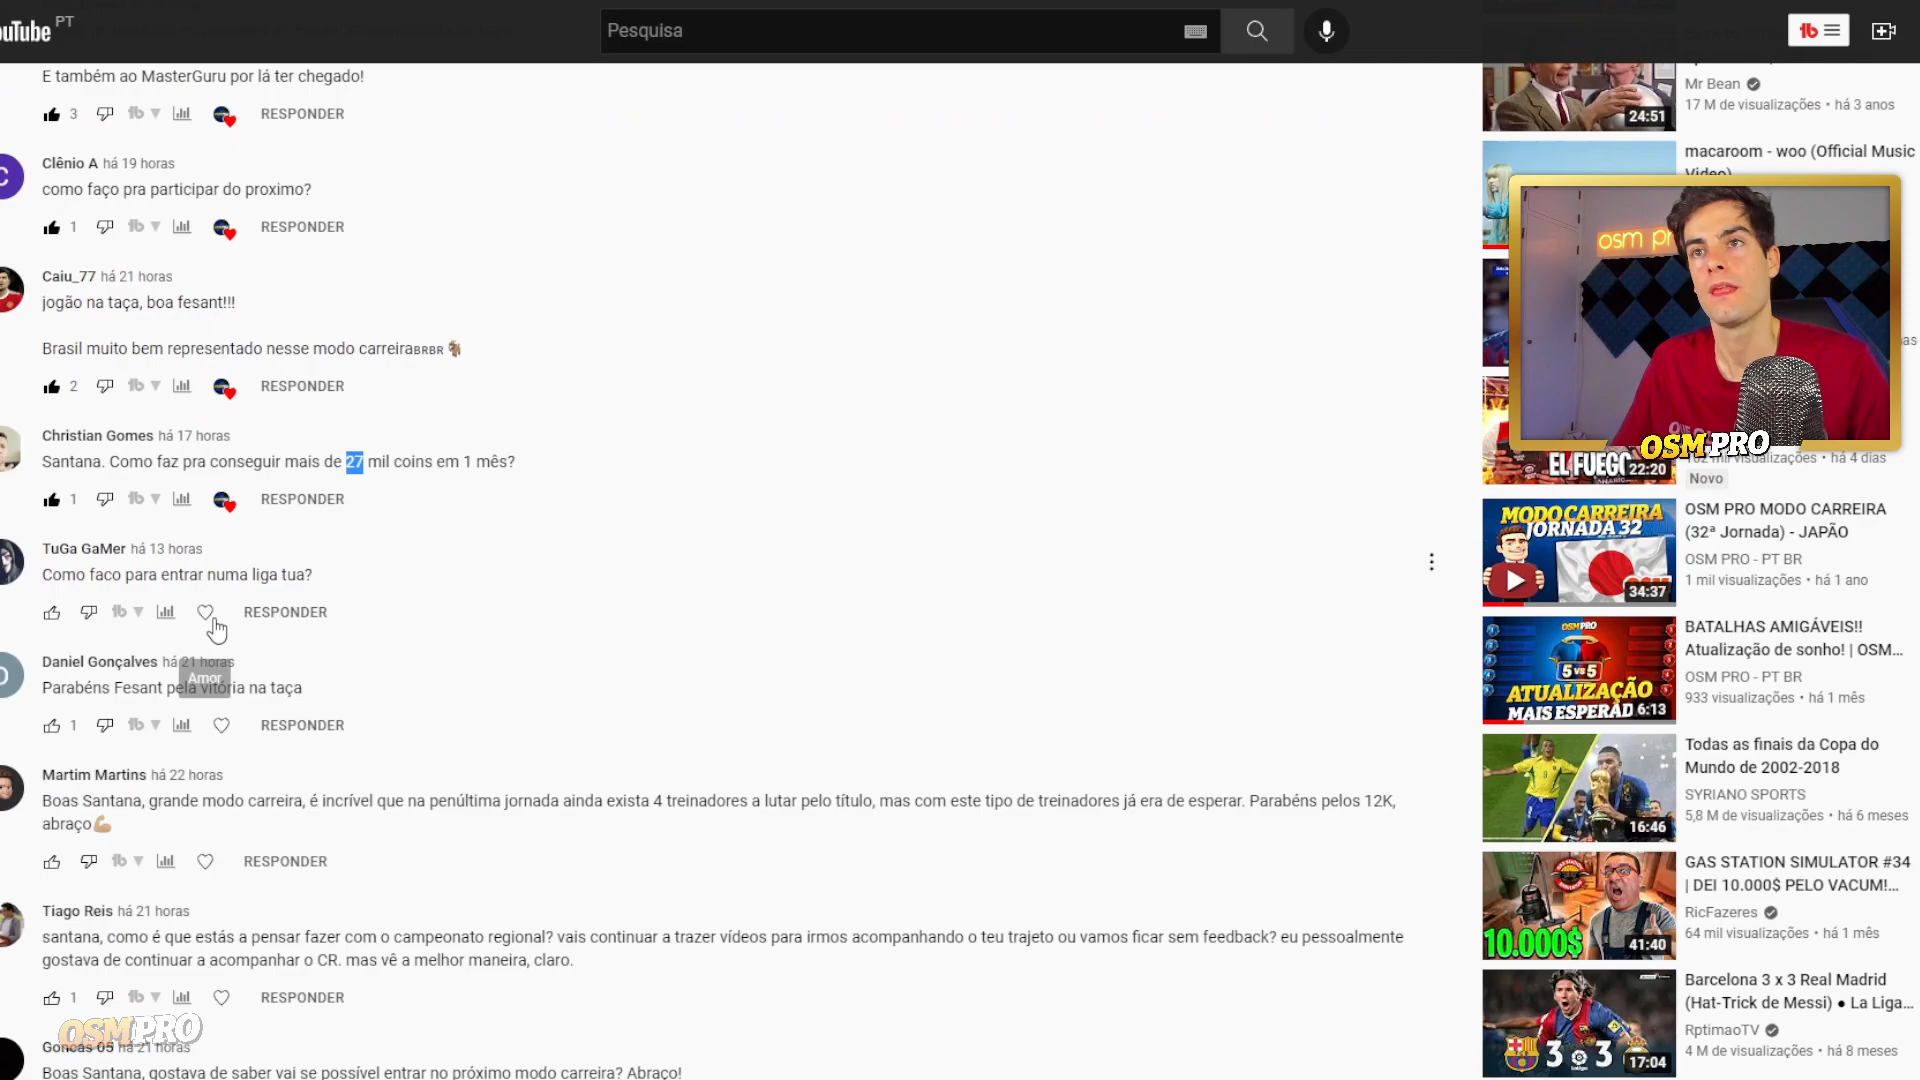 ouTube PT
Pesquisa
E também ao MasterGuru por lá ter chegado!
3 RESPONDER
Clênio A há 19 horas
como faço pra participar do proximo?
1 RESPONDER
Caiu_77 há 21 horas
jogão na taça, boa fesant!!!
Brasil muito bem representado nesse modo carreiraBRBR
2 RESPONDER
Christian Gomes há 17 horas
Santana. Como faz pra conseguir mais de 27 mil coins em 1 mês?
1 RESPONDER
TuGa GaMer há 13 horas
Como faco para entrar numa liga tua?
RESPONDER
Daniel Gonçalves há 21 horas
Amor
Parabéns Fesant pela vitória na taça
1 RESPONDER
Martim Martins há 22 horas
Boas Santana, grande modo carreira, é incrível que na penúltima jornada ainda exista 4 treinadores a lutar pelo título, mas com este tipo de treinadores já era de esperar. Parabéns pelos 12K,
abraço
RESPONDER
Tiago Reis há 21 horas
santana, como é que estás a pensar fazer com o campeonato regional? vais continuar a trazer vídeos para irmos acompanhando o teu trajeto ou vamos ficar sem feedback? eu pessoalmente
gostava de continuar a acompanhar o CR. mas vê a melhor maneira, claro.
1 RESPONDER
OSM PRO
Goncas 05 há 21 horas
Boas Santana, gostava de saber vai se possível entrar no próximo modo carreira? Abraço!
24:51
Mr Bean
17 M de visualizações • há 3 anos
macaroom - woo (Official Music
Video)
osm pr
OSM PRO
EL FUEGO
22:20
visualizações • há 4 dias
Novo
MODO CARREIRA
JORNADA 32
34:37
OSM PRO MODO CARREIRA
(32ª Jornada) - JAPÃO
OSM PRO - PT BR
1 mil visualizações • há 1 ano
OSM PRO
5 VS 5
ATUALIZAÇÃO
MAIS ESPERAD
6:13
BATALHAS AMIGÁVEIS!!
Atualização de sonho! | OSM...
OSM PRO - PT BR
933 visualizações • há 1 mês
16:46
Todas as finais da Copa do
Mundo de 2002-2018
SYRIANO SPORTS
5,8 M de visualizações • há 6 meses
10.000$
41:40
GAS STATION SIMULATOR #34
| DEI 10.000$ PELO VACUM!...
RicFazeres
64 mil visualizações • há 1 mês
3 3
17:04
Barcelona 3 x 3 Real Madrid
(Hat-Trick de Messi) ● La Liga...
RptimaoTV
4 M de visualizações • há 8 meses